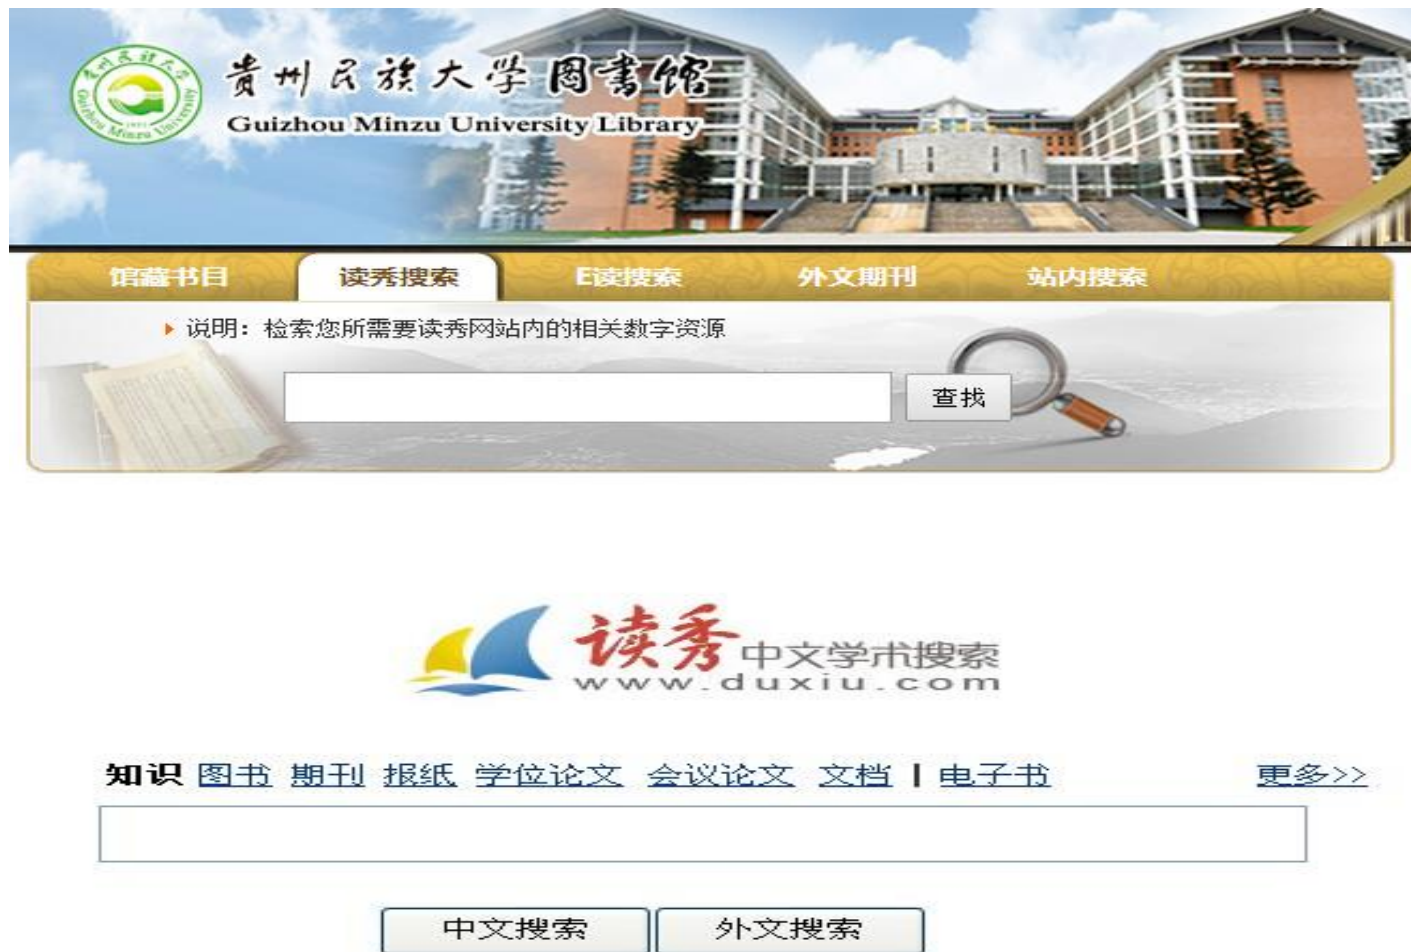 贵州民族大学图书馆
Guizhou Minzu University Library
馆藏书目 读秀搜索 E读搜索 外文期刊 站内搜索
说明：检索您所需要读秀网站内的相关数字资源
查找
读秀中文学术搜索
www.duxiu.com
知识 图书 期刊 报纸 学位论文 会议论文 文档 | 电子书 更多>>
中文搜索 外文搜索